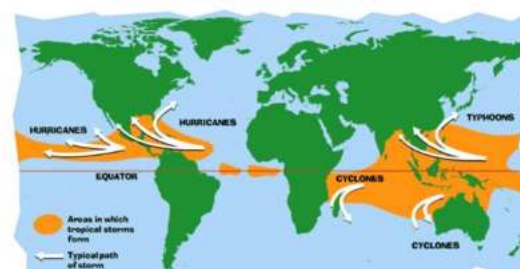 HURRICANES
HURRICANES
TYPHOONS
EQUATOR
CYCLONES
CYCLONES
Areas in which
tropical storms
form
Typical path
of storm